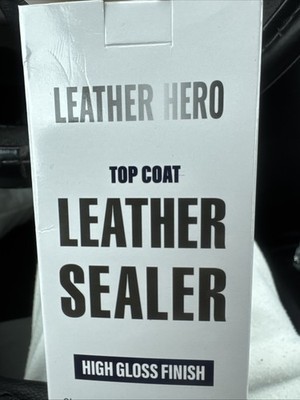 LEATHER HERO
TOP COAT
LEATHER
SEALER
HIGH GLOSS FINISH